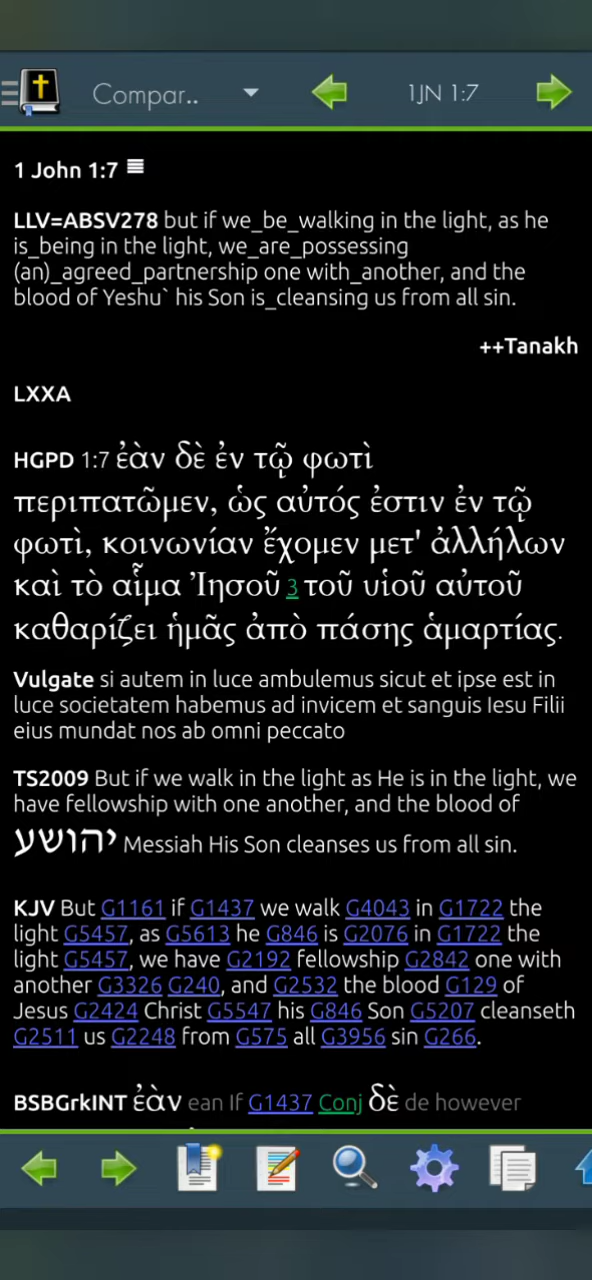 Compar.. 1JN 1:7
1 John 1:7
LLV=ABSV278 but if we_be_walking in the light, as he
is_being in the light, we_are_possessing
(an)_agreed_partnership one with_another, and the
blood of Yeshu` his Son is_cleansing us from all sin.
++Tanakh
LXXA
HGPD 1:7 ἐὰν δὲ ἐν τῷ φωτὶ
περιπατῶμεν, ὡς αὐτός ἐστιν ἐν τῷ
φωτὶ, κοινωνίαν ἔχομεν μετ' ἀλλήλων
καὶ τὸ αἷμα Ἰησοῦ 3 τοῦ υἱοῦ αὐτοῦ
καθαρίζει ἡμᾶς ἀπὸ πάσης ἁμαρτίας.
Vulgate si autem in luce ambulemus sicut et ipse est in
luce societatem habemus ad invicem et sanguis Iesu Filii
eius mundat nos ab omni peccato
TS2009 But if we walk in the light as He is in the light, we
have fellowship with one another, and the blood of
יהושע Messiah His Son cleanses us from all sin.
KJV But G1161 if G1437 we walk G4043 in G1722 the
light G5457, as G5613 he G846 is G2076 in G1722 the
light G5457, we have G2192 fellowship G2842 one with
another G3326 G240, and G2532 the blood G129 of
Jesus G2424 Christ G5547 his G846 Son G5207 cleanseth
G2511 us G2248 from G575 all G3956 sin G266.
BSBGrkINT ἐὰν ean If G1437 Conj δὲ de however